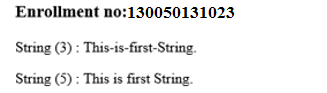 Enrollment no:130050131023
String (3) : This-is-first-String.
String (5) : This is first String.